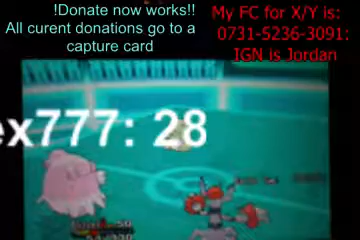 !Donate now works!!
All curent donations go to a
capture card
My FC for X/Y is:
0731-5236-3091:
IGN is Jordan
ex777: 28